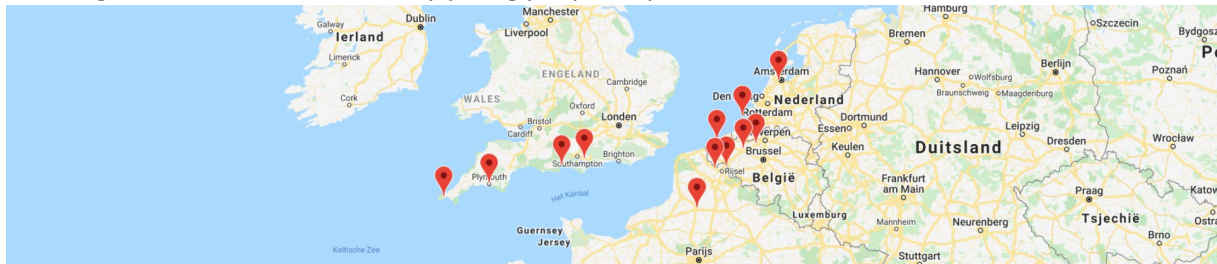 Hamburg
Manchester
Dublin
Galway
Ierland
Liverpool
Bremen
Szczecin
Bydgosz
Limerick
ENGELAND
Amsterdam
Hannover
Wolfsburg
Berlijn
Poznań
Cambridge
Braunschweig
Maagdenburg
Cork
WALES
Oxford
Den
Nederland
Rotterdam
Bristol
Londen
Dortmund
Cardiff
Essen
Leipzig
Wrocław
Southampton
Brighton
Brussel
Keulen
Duitsland
Dresden
Plymouth
Rijsel
België
Frankfurt
am Main
Praag
Katow
Het Kanaal
Tsjechië
Luxemburg
Mannheim
Neurenberg
Ostra
Guernsey
Jersey
Brno
Keltische Zee
Parijs
Stuttgart